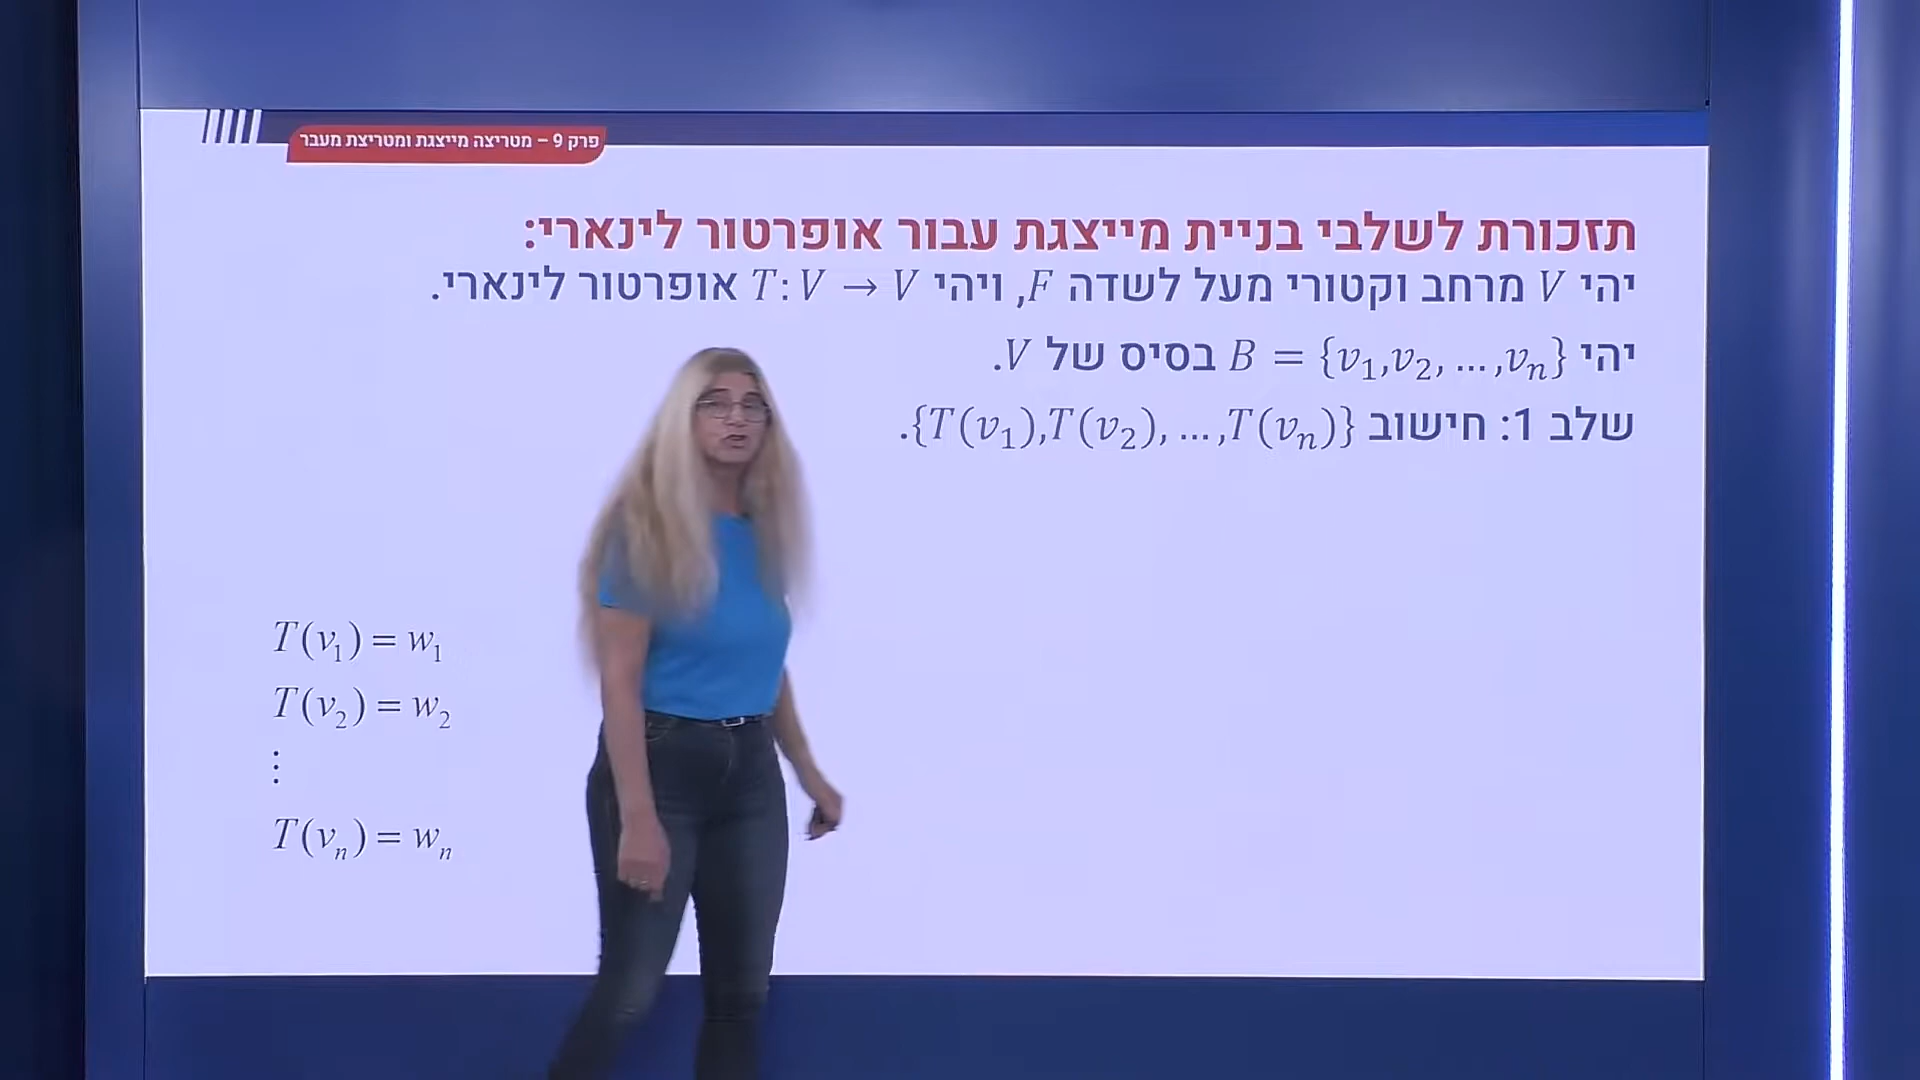 פרק 9 – מטריצה מייצגת ומטריצת מעבר
תזכורת לשלבי בניית מייצגת עבור אופרטור לינארי:
יהי V מרחב וקטורי מעל לשדה F, ויהי T: V → V אופרטור לינארי.
יהי B = {v₁,v₂, ...,vₙ} בסיס של V.
שלב 1: חישוב {T(v₁),T(v₂), ...,T(vₙ)}.
T(v₁) = w₁
T(v₂) = w₂
⋮
T(vₙ) = wₙ